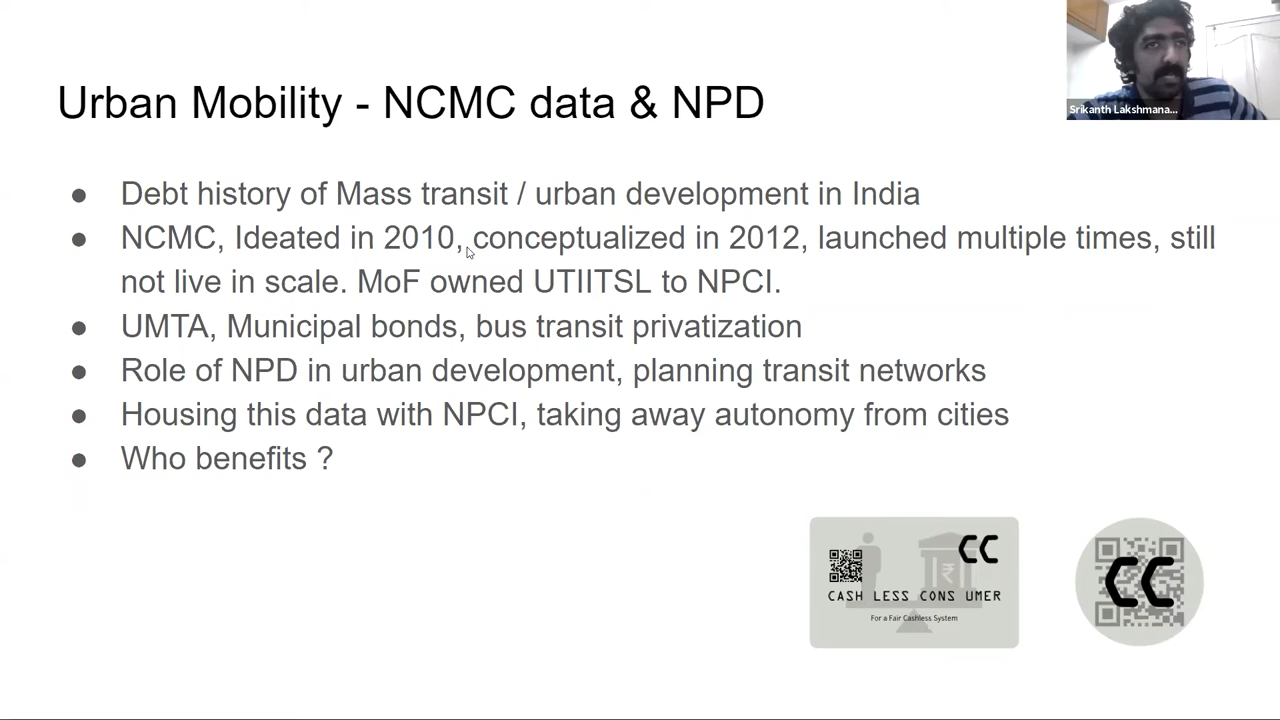 Srikanth Lakshmana...
Urban Mobility - NCMC data & NPD
● Debt history of Mass transit / urban development in India
● NCMC, Ideated in 2010, conceptualized in 2012, launched multiple times, still
not live in scale. MoF owned UTIITSL to NPCI.
● UMTA, Municipal bonds, bus transit privatization
● Role of NPD in urban development, planning transit networks
● Housing this data with NPCI, taking away autonomy from cities
● Who benefits ?
CC
₹
CASH LESS CONS UMER
For a Fair Cashless System
CC